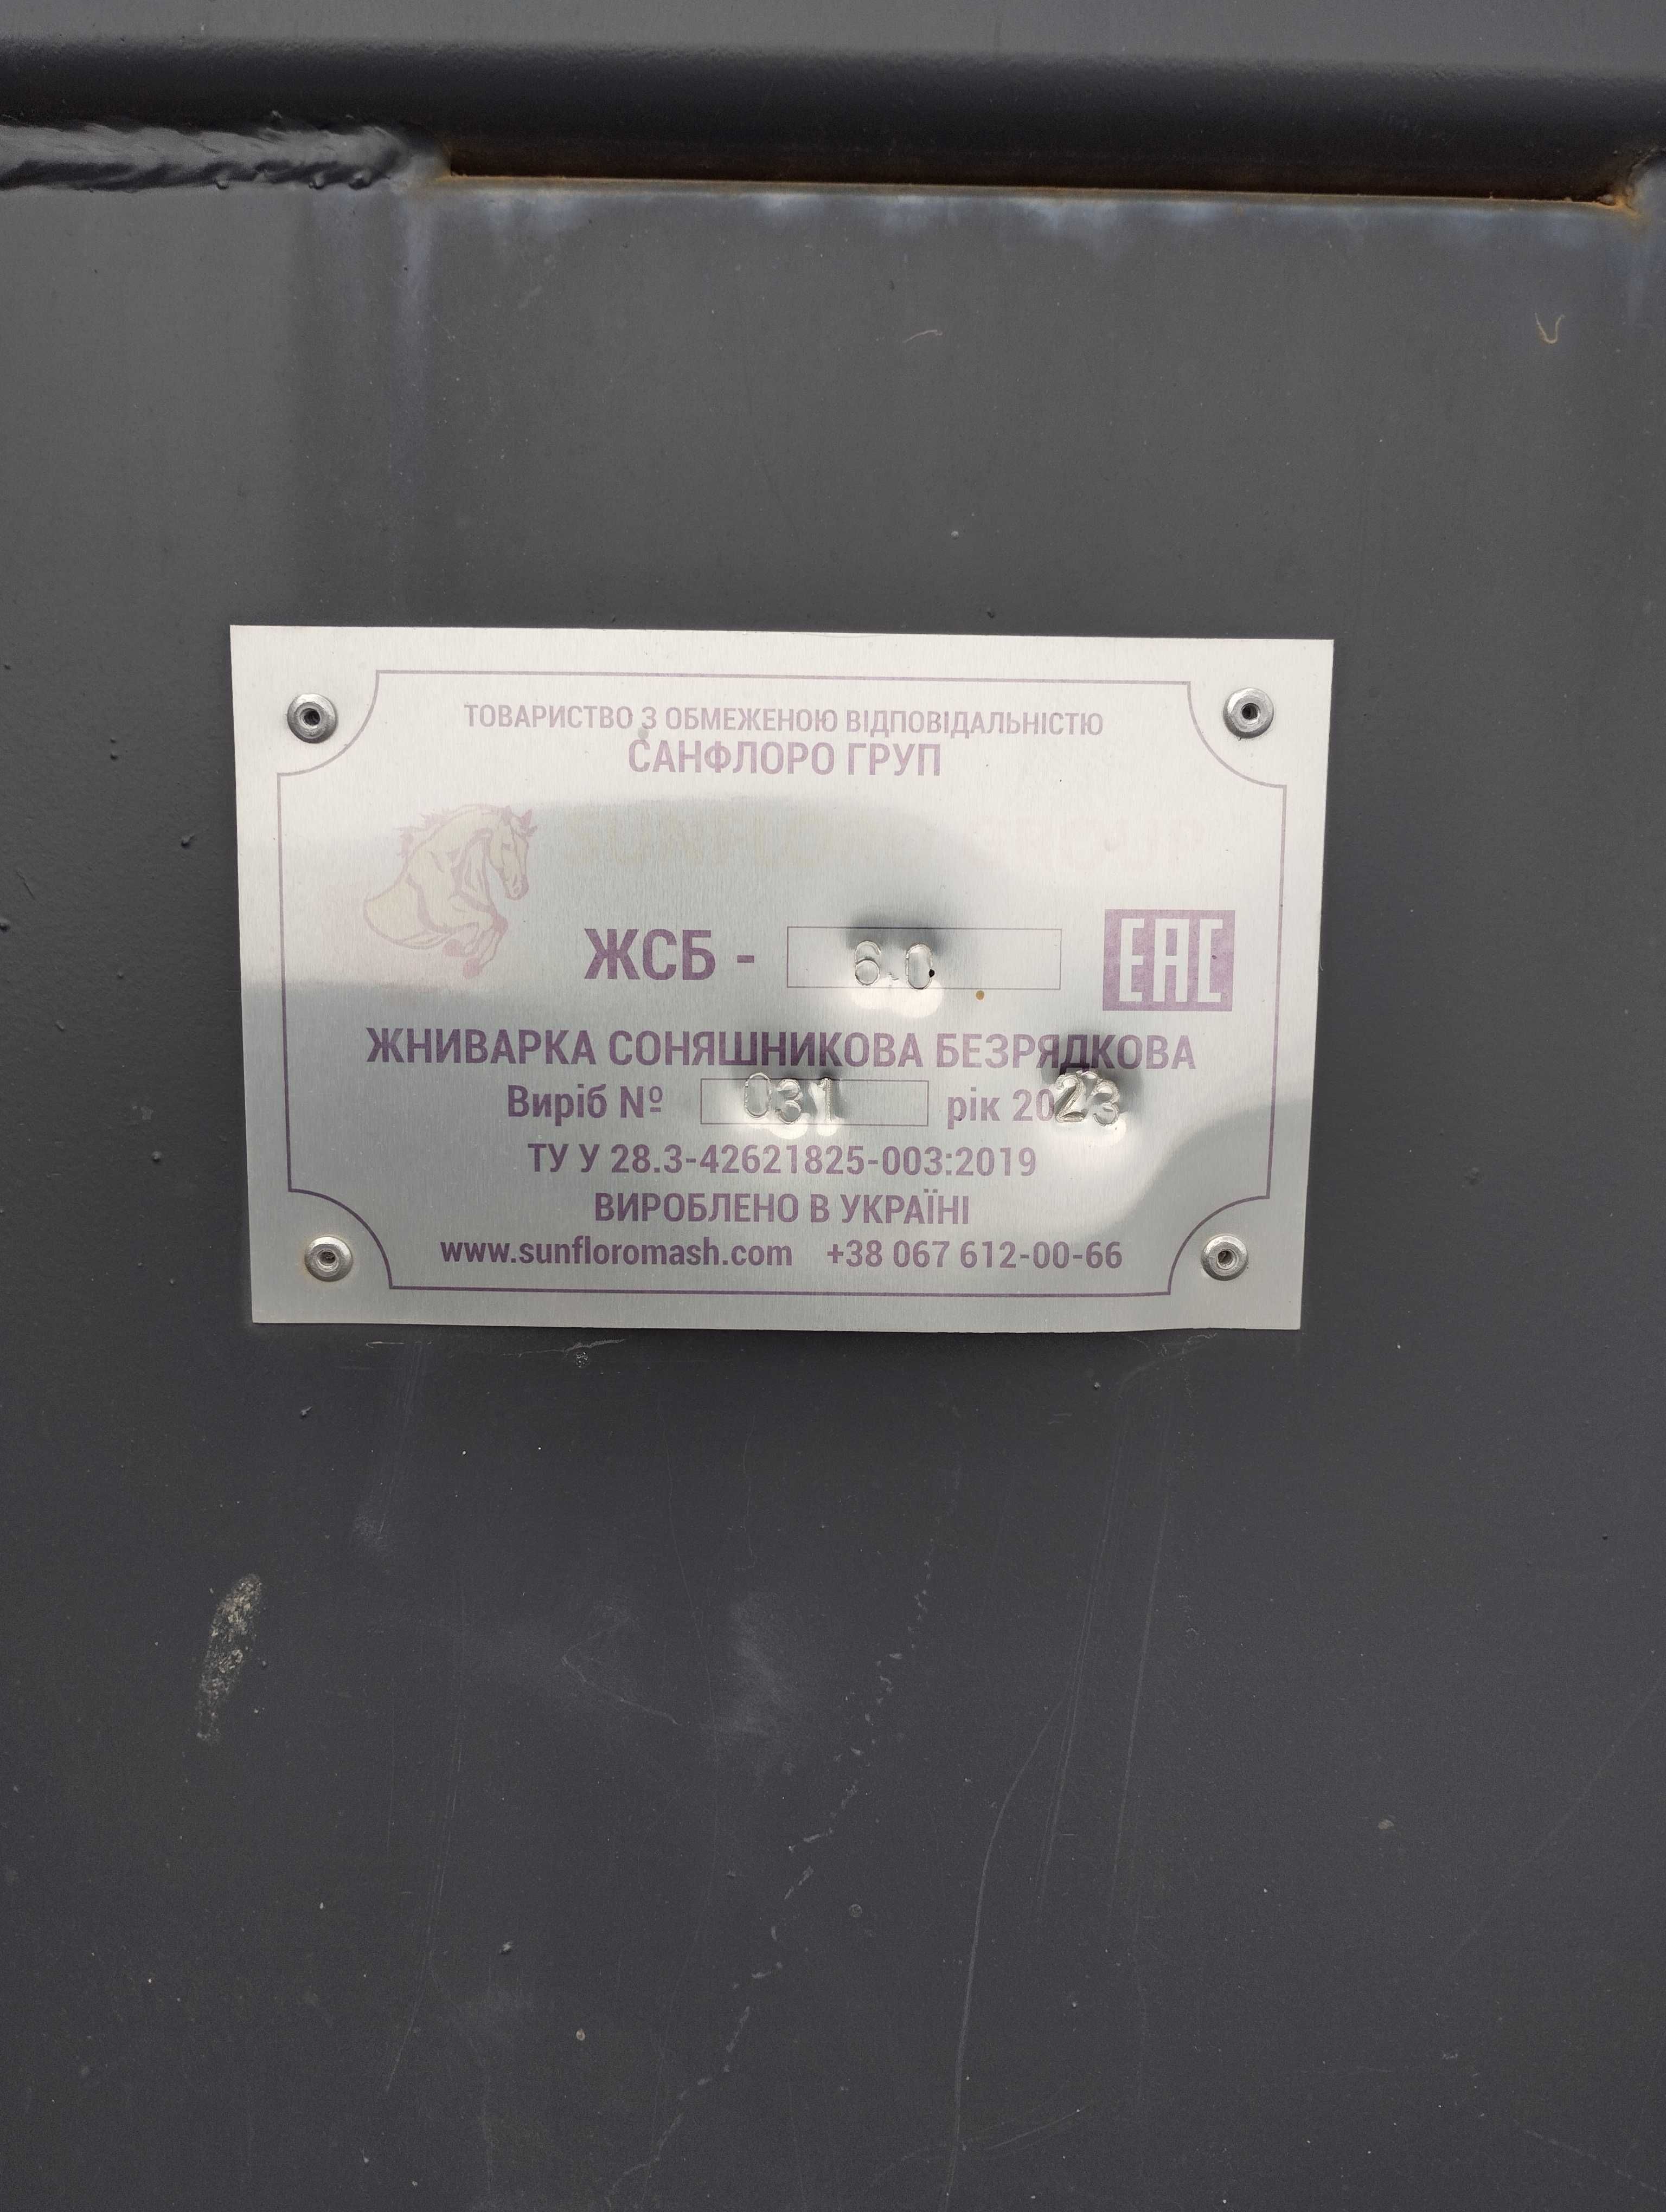 ТОВАРИСТВО З ОБМЕЖЕНОЮ ВІДПОВІДАЛЬНІСТЮ
САНФЛОРО ГРУП
ЖСБ - 6.0
EAC
ЖНИВАРКА СОНЯШНИКОВА БЕЗРЯДКОВА
Виріб № 031 рік 2023
ТУ У 28.3-42621825-003:2019
ВИРОБЛЕНО В УКРАЇНІ
www.sunfloromash.com +38 067 612-00-66